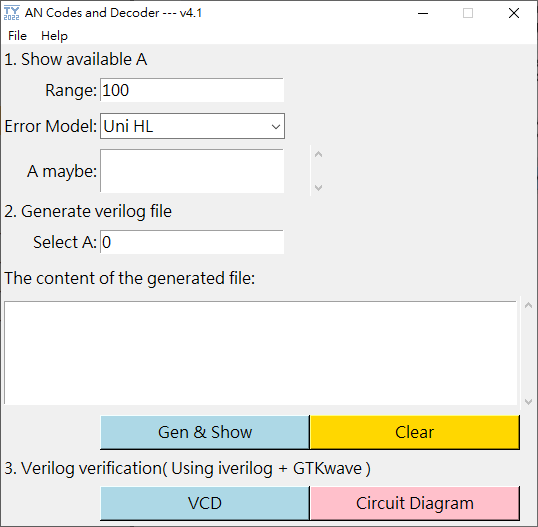 TY
2022
AN Codes and Decoder --- v4.1
File Help
1. Show available A
Range: 100
Error Model: Uni HL
A maybe:
2. Generate verilog file
Select A: 0
The content of the generated file:
Gen & Show Clear
3. Verilog verification( Using iverilog + GTKwave )
VCD Circuit Diagram